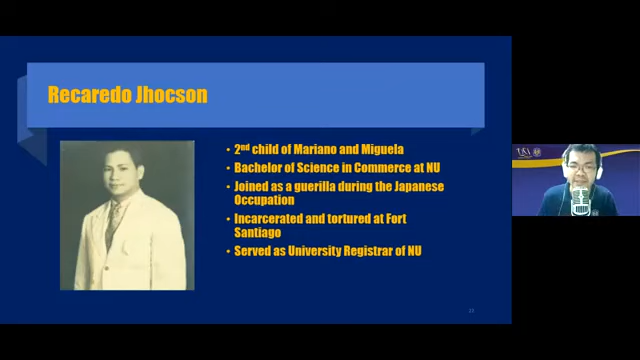 Recaredo Jhocson
• 2nd child of Mariano and Miguela
• Bachelor of Science in Commerce at NU
• Joined as a guerilla during the Japanese
Occupation
• Incarcerated and tortured at Fort
Santiago
• Served as University Registrar of NU
11